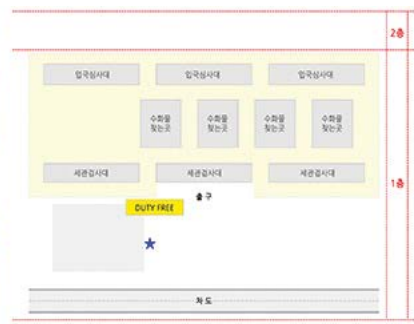 2층
입국심사대 입국심사대 입국심사대
수화물 수화물 수화물 수화물
찾는곳 찾는곳 찾는곳 찾는곳
세관검사대 세관검사대 세관검사대
1층
출구
DUTY FREE
차도